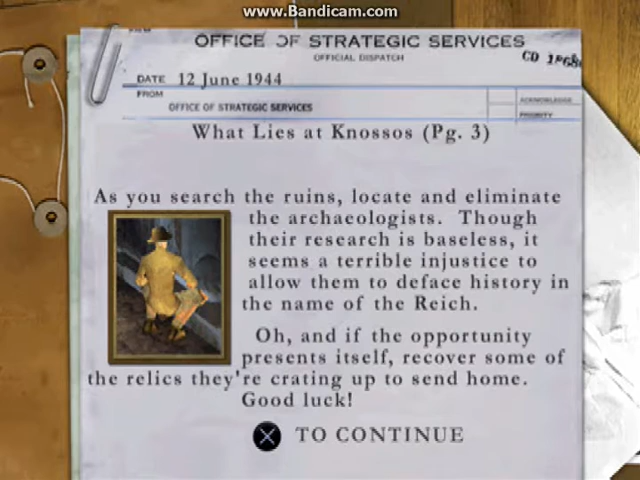 www.Bandicam.com
OFFICE OF STRATEGIC SERVICES
OFFICIAL DISPATCH
DATE 12 June 1944
FROM
OFFICE OF STRATEGIC SERVICES
ACKNOWLEDGE
PRIORITY
What Lies at Knossos (Pg. 3)
As you search the ruins, locate and eliminate
the archaeologists. Though
their research is baseless, it
seems a terrible injustice to
allow them to deface history in
the name of the Reich.
Oh, and if the opportunity
presents itself, recover some of
the relics they're crating up to send home.
Good luck!
TO CONTINUE